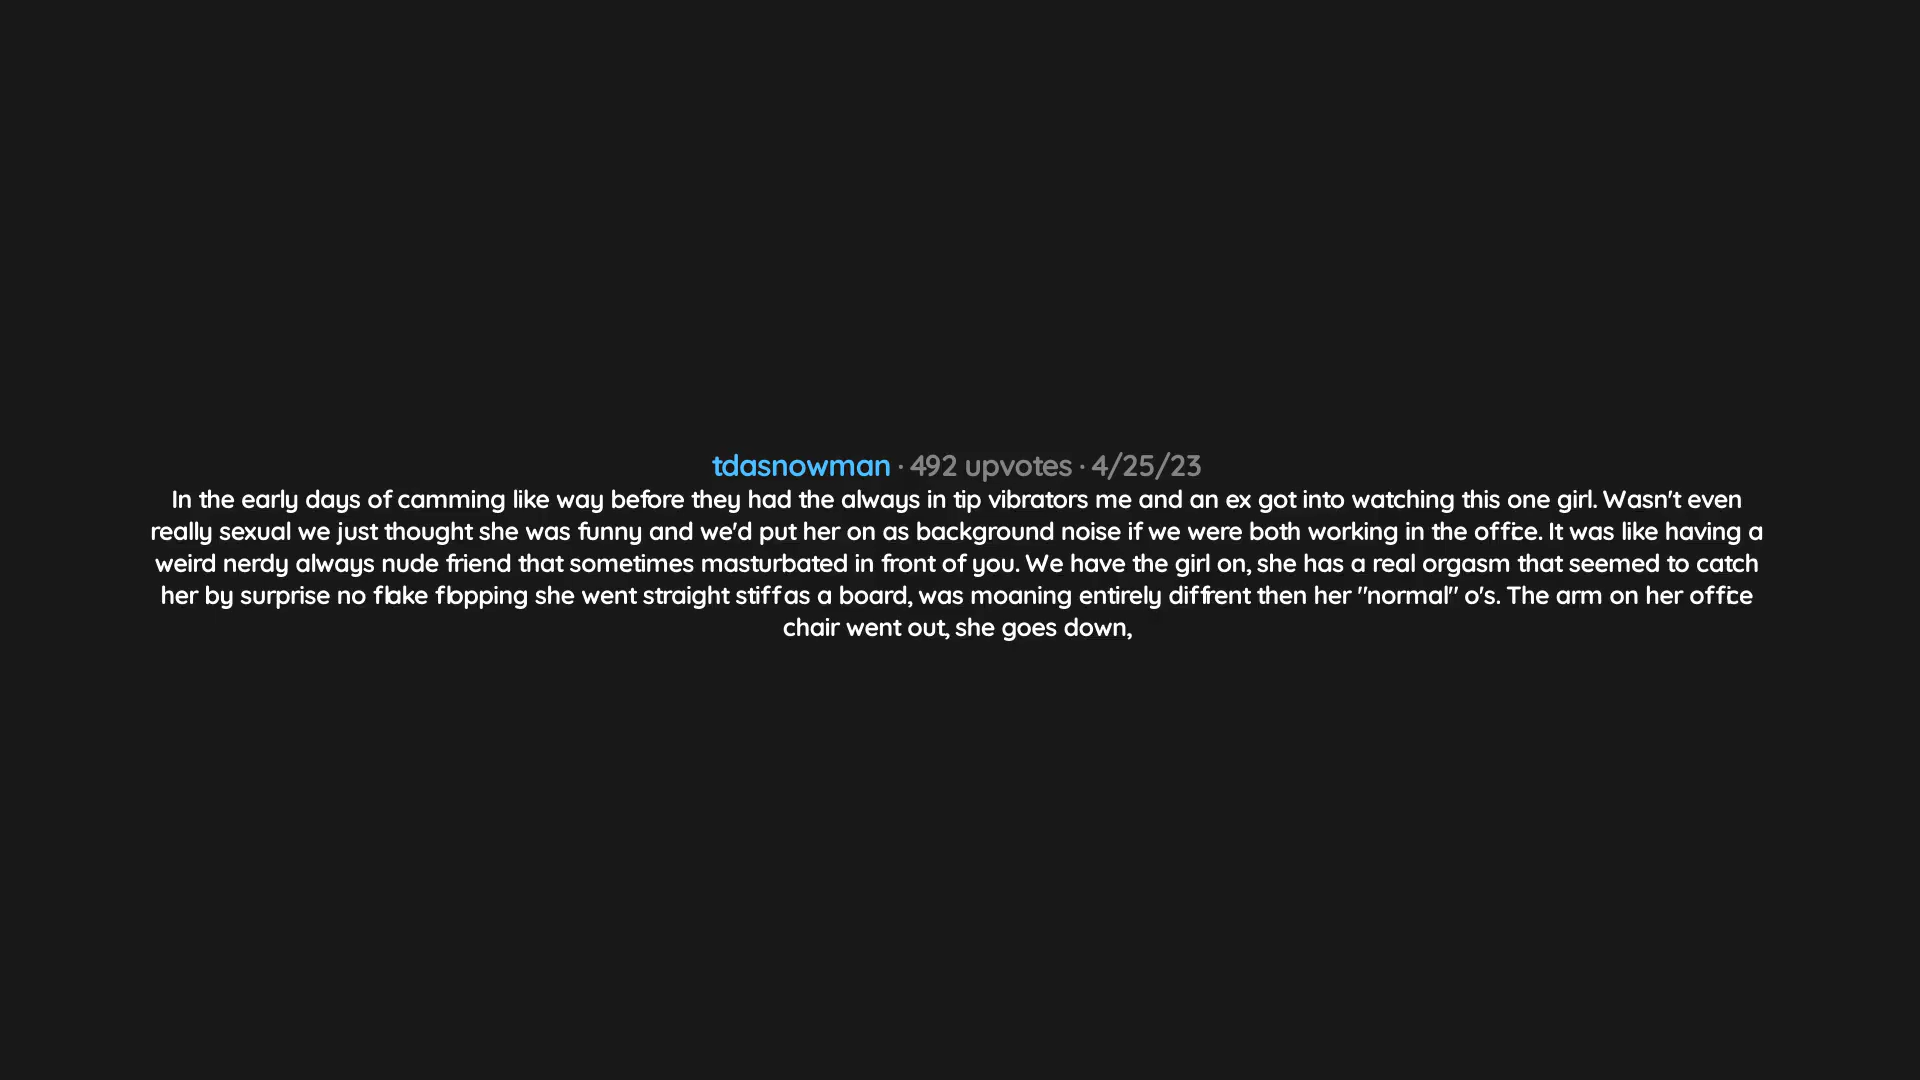 tdasnowman · 492 upvotes · 4/25/23
In the early days of camming like way before they had the always in tip vibrators me and an ex got into watching this one girl. Wasn't even
really sexual we just thought she was funny and we'd put her on as background noise if we were both working in the office. It was like having a
weird nerdy always nude friend that sometimes masturbated in front of you. We have the girl on, she has a real orgasm that seemed to catch
her by surprise no flake flopping she went straight stiff as a board, was moaning entirely diffrent then her "normal" o's. The arm on her office
chair went out, she goes down,